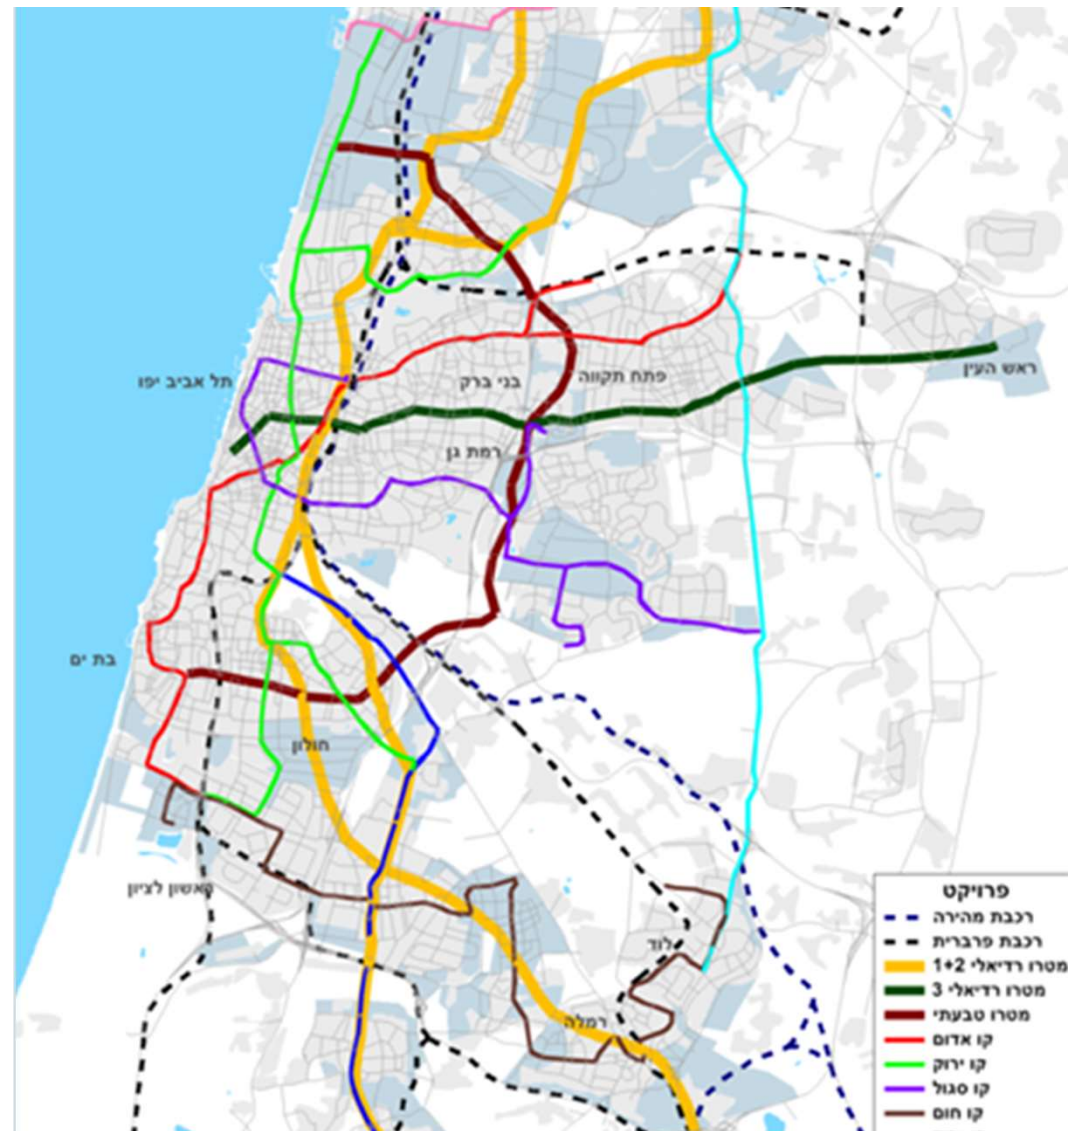 תל אביב יפו
בני ברק
פתח תקווה
ראש העין
רמת גן
בת ים
חולון
ראשון לציון
לוד
רמלה
פרויקט
רכבת מהירה
רכבת פרברית
מטרו רדיאלי 1+2
מטרו רדיאלי 3
מטרו טבעתי
קו אדום
קו ירוק
קו סגול
קו חום